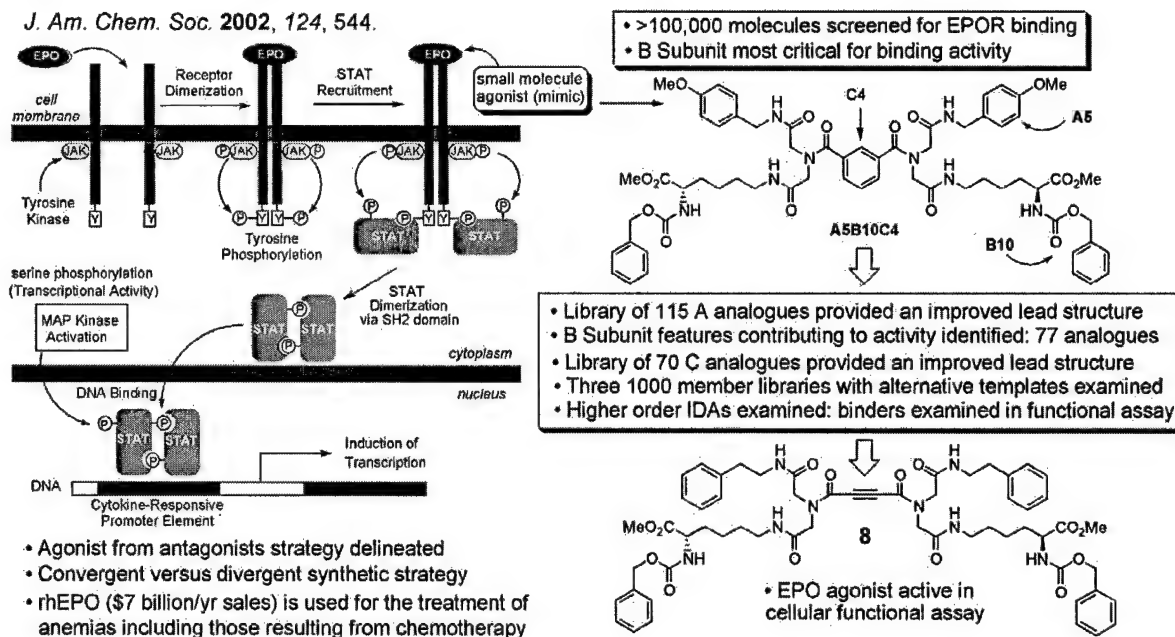 J. Am. Chem. Soc. 2002, 124, 544.
EPO
cell
membrane
Receptor
Dimerization
EPO
STAT
Recruitment
EPO
small molecule
agonist (mimic)
JAK
JAK
P JAK
JAK P
P JAK
JAK P
Tyrosine
Kinase
Y
Y
P Y Y P
Tyrosine
Phosphorylation
P
P
P Y Y P
STAT
STAT
serine phosphorylation
(Transcriptional Activity)
MAP Kinase
Activation
STAT
P
P
STAT
STAT
Dimerization
via SH2 domain
cytoplasm
nucleus
DNA Binding
P
P
STAT
STAT
P
Induction of
Transcription
DNA
Cytokine-Responsive
Promoter Element
• Agonist from antagonists strategy delineated
• Convergent versus divergent synthetic strategy
• rhEPO ($7 billion/yr sales) is used for the treatment of
anemias including those resulting from chemotherapy
• >100,000 molecules screened for EPOR binding
• B Subunit most critical for binding activity
OMe
C4
OMe
A5
H
N
O
O
O
O
H
N
N
N
MeO2C
H
N
O
O
H
N
CO2Me
N
H
O
O
A5B10C4
H
N
O
O
B10
• Library of 115 A analogues provided an improved lead structure
• B Subunit features contributing to activity identified: 77 analogues
• Library of 70 C analogues provided an improved lead structure
• Three 1000 member libraries with alternative templates examined
• Higher order IDAs examined: binders examined in functional assay
H
N
O
O
O
O
H
N
N
N
MeO2C
H
N
O
8
O
H
N
CO2Me
O
N
H
O
H
N
O
O
• EPO agonist active in
cellular functional assay